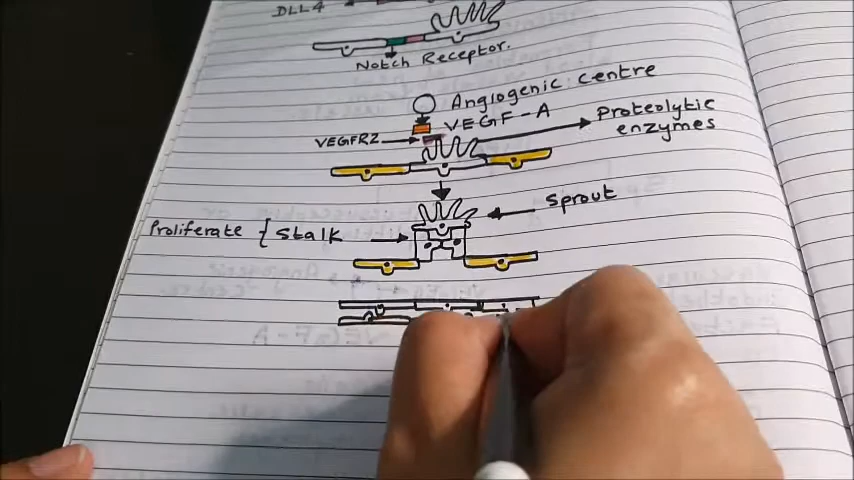 DLL4
Notch Receptor.
Angiogenic Centre
VEGF-A
Proteolytic
enzymes
VEGFR2
Sprout
Proliferate { Stalk